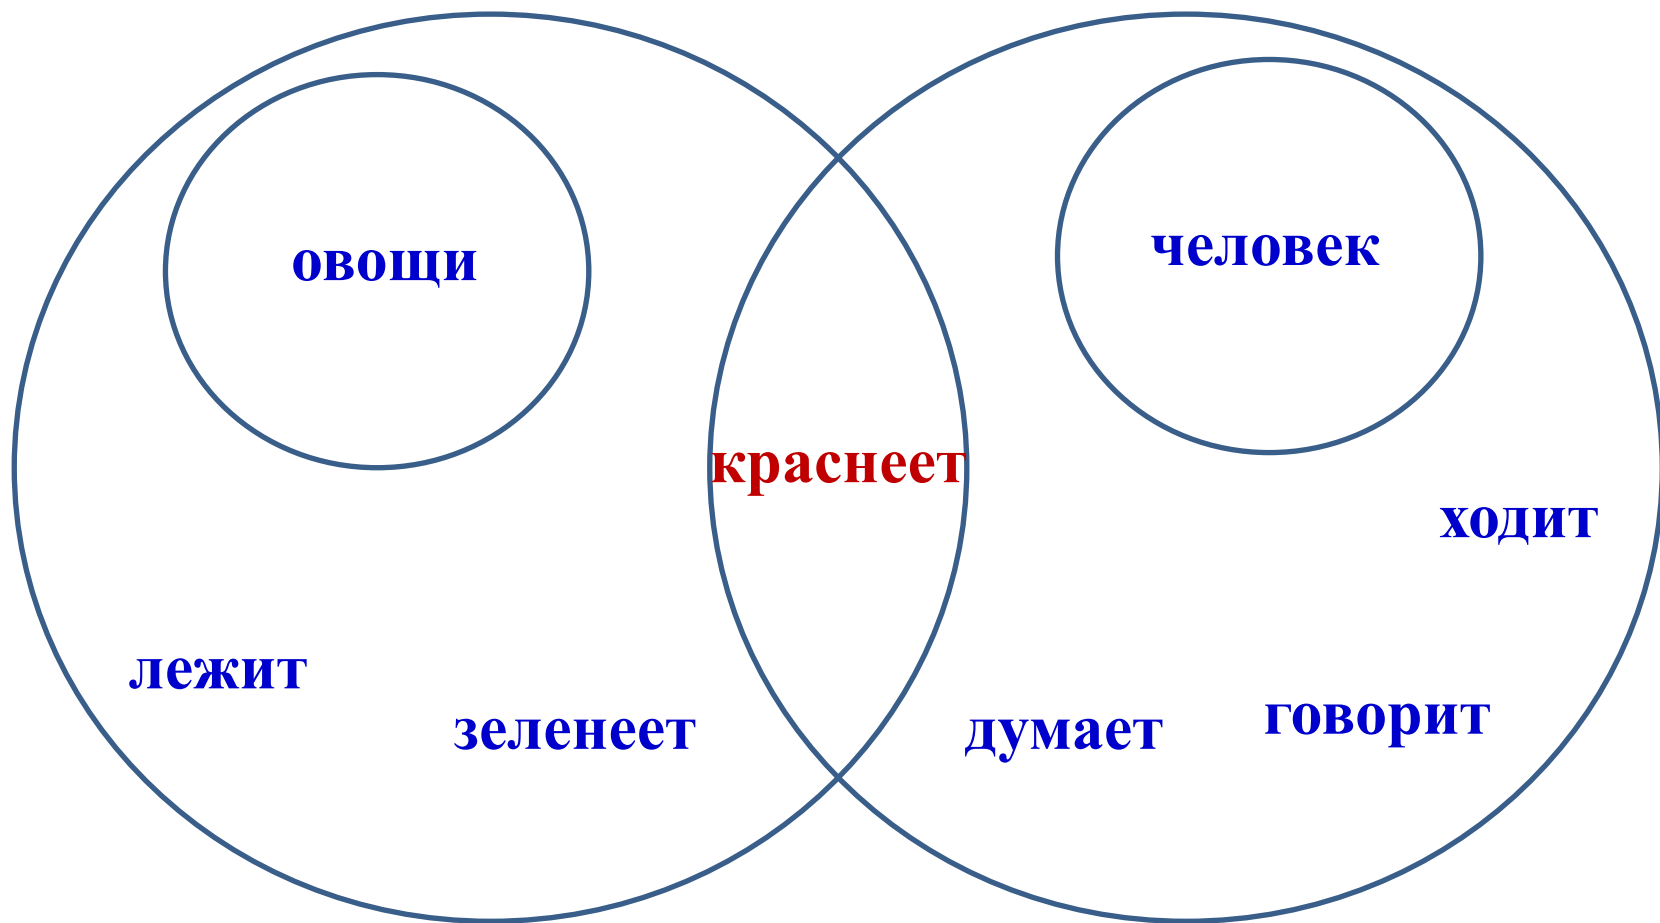 овощи
человек
краснеет
ходит
лежит
зеленеет
думает
говорит